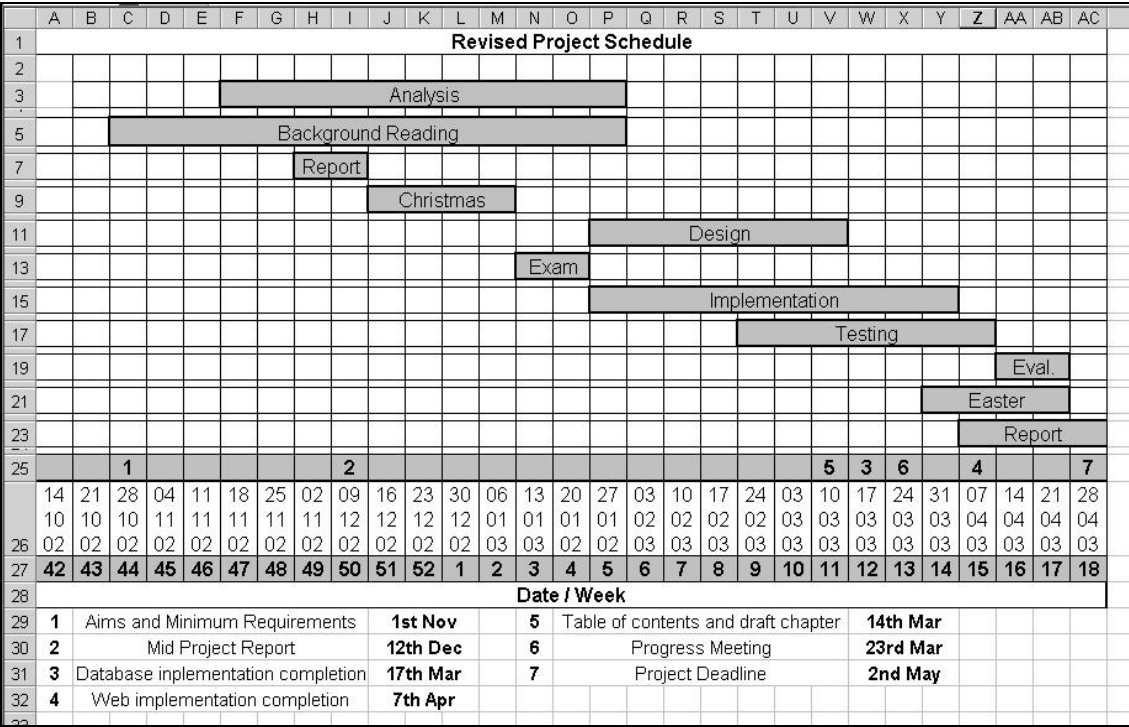 A B C D E F G H I J K L M N O P Q R S T U V W X Y Z AA AB AC
1 Revised Project Schedule
2
3 Analysis
5 Background Reading
7 Report
9 Christmas
11 Design
13 Exam
15 Implementation
17 Testing
19 Eval.
21 Easter
23 Report
25 1 2 5 3 6 4 7
14 21 28 04 11 18 25 02 09 16 23 30 06 13 20 27 03 10 17 24 03 10 17 24 31 07 14 21 28
10 10 10 11 11 11 11 11 12 12 12 12 01 01 01 01 02 02 02 02 03 03 03 03 03 04 04 04 04
26 02 02 02 02 02 02 02 02 02 02 02 02 03 03 02 02 03 03 03 03 03 03 03 03 03 03 03 03 03
27 42 43 44 45 46 47 48 49 50 51 52 1 2 3 4 5 6 7 8 9 10 11 12 13 14 15 16 17 18
28 Date / Week
29 1 Aims and Minimum Requirements 1st Nov 5 Table of contents and draft chapter 14th Mar
30 2 Mid Project Report 12th Dec 6 Progress Meeting 23rd Mar
31 3 Database inplementation completion 17th Mar 7 Project Deadline 2nd May
32 4 Web implementation completion 7th Apr